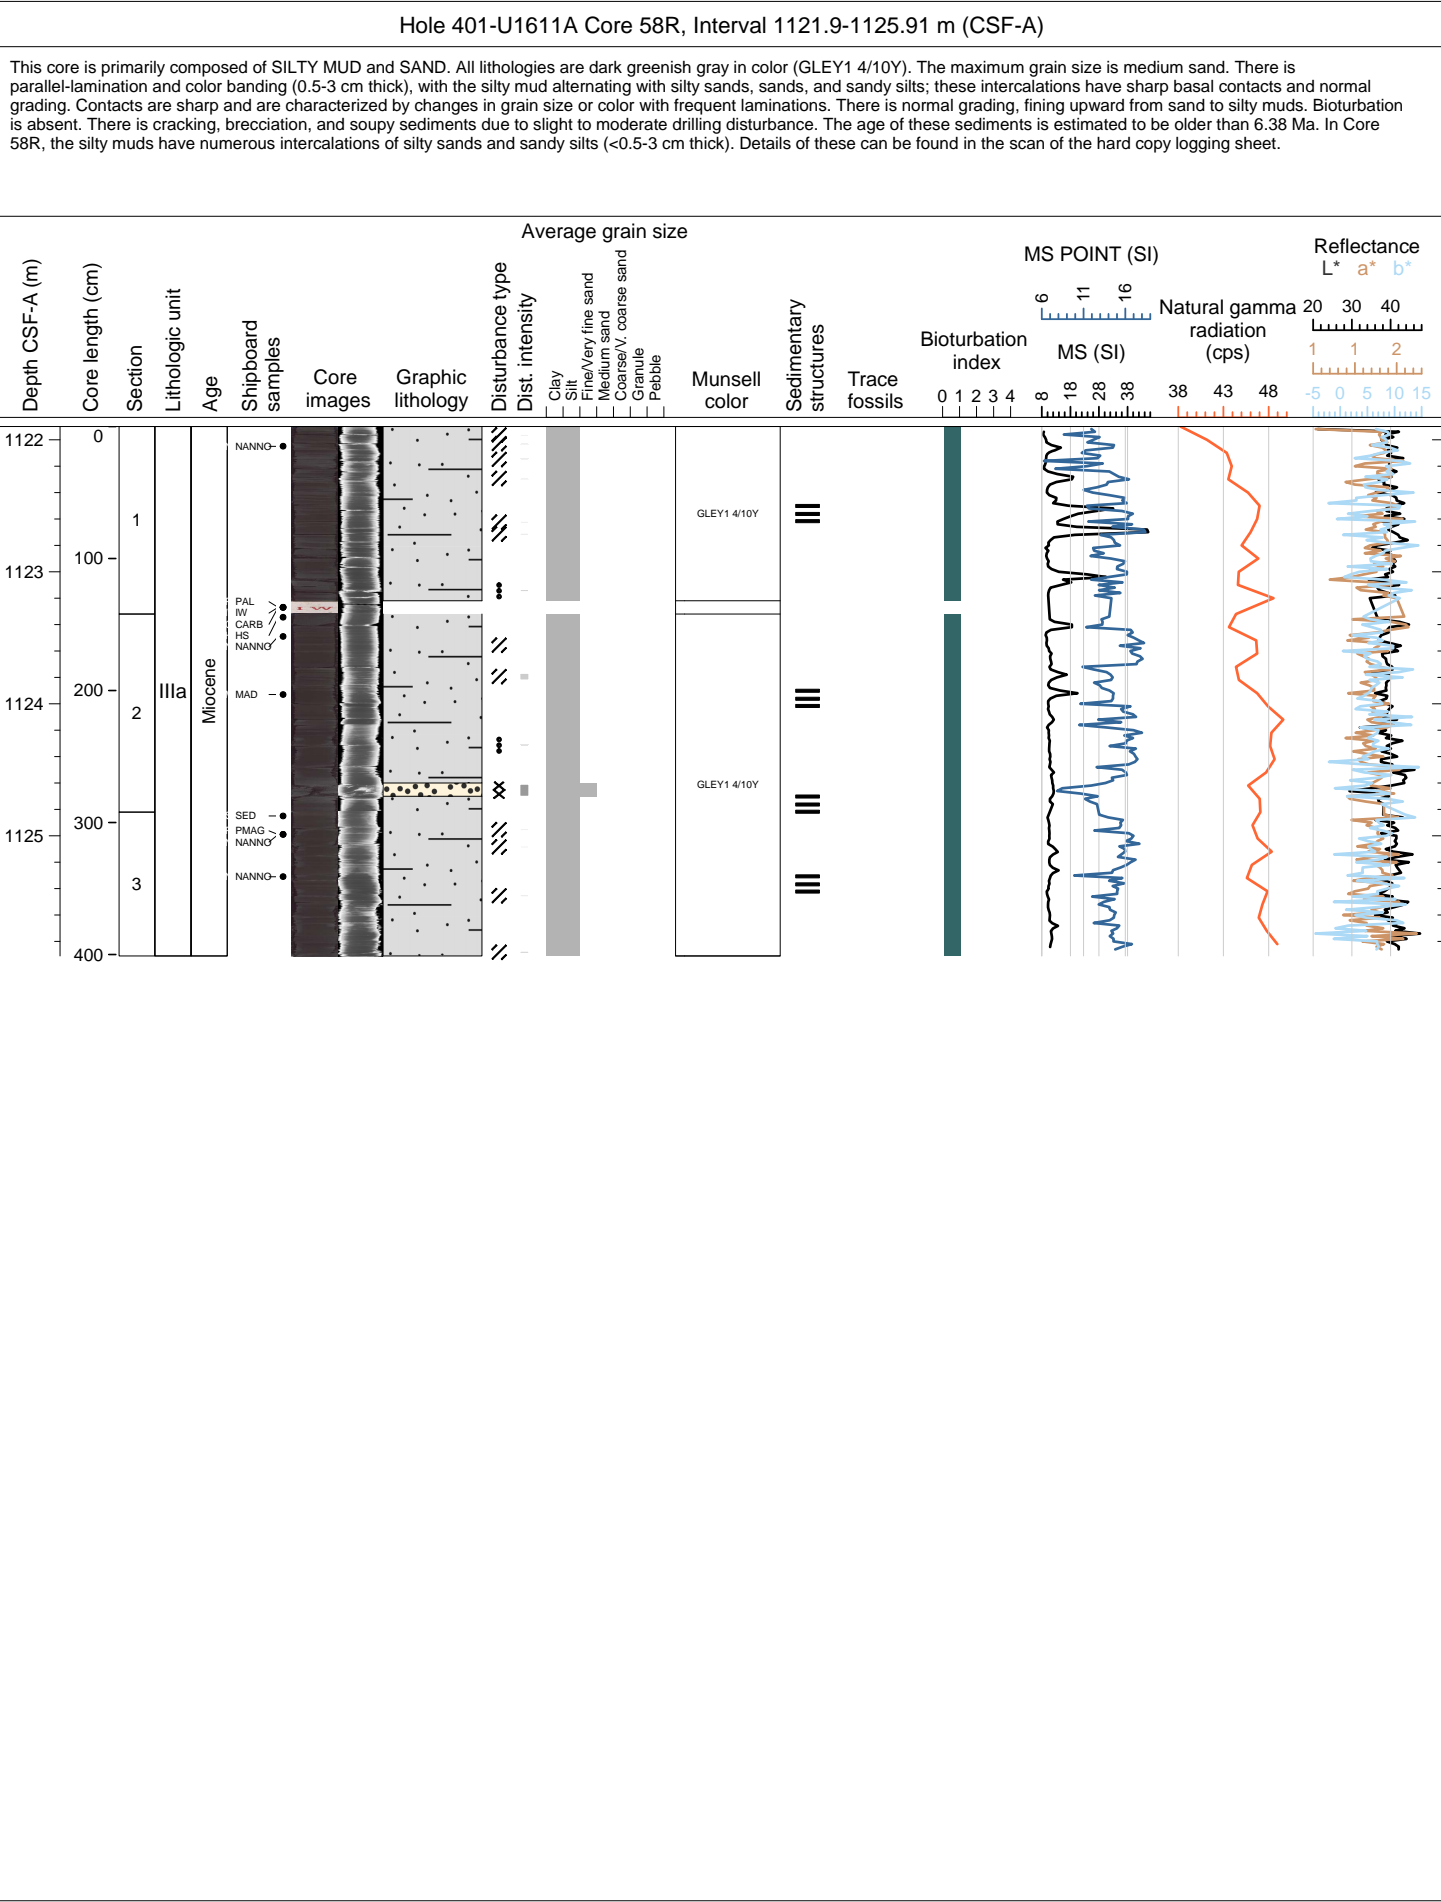 Hole 401-U1611A Core 58R, Interval 1121.9-1125.91 m (CSF-A)
This core is primarily composed of SILTY MUD and SAND. All lithologies are dark greenish gray in color (GLEY1 4/10Y). The maximum grain size is medium sand. There is
parallel-lamination and color banding (0.5-3 cm thick), with the silty mud alternating with silty sands, sands, and sandy silts; these intercalations have sharp basal contacts and normal
grading. Contacts are sharp and are characterized by changes in grain size or color with frequent laminations. There is normal grading, fining upward from sand to silty muds. Bioturbation
is absent. There is cracking, brecciation, and soupy sediments due to slight to moderate drilling disturbance. The age of these sediments is estimated to be older than 6.38 Ma. In Core
58R, the silty muds have numerous intercalations of silty sands and sandy silts (<0.5-3 cm thick). Details of these can be found in the scan of the hard copy logging sheet.
Depth CSF-A (m)
Core length (cm)
Section
Lithologic unit
Age
Shipboard
samples
Core
images
Graphic
lithology
Disturbance type
Dist. intensity
Average grain size
Clay
Silt
Fine/Very fine sand
Medium sand
Coarse/V. coarse sand
Granule
Pebble
Munsell
color
Sedimentary
structures
Trace
fossils
Bioturbation
index
0 1 2 3 4
MS POINT (SI)
6 11 16
MS (SI)
8 18 28 38
Natural gamma
radiation
(cps)
38 43 48
Reflectance
L* a* b*
20 30 40
1 1 2
-5 0 5 10 15
1122
1123
1124
1125
0
100
200
300
400
1
2
3
IIIa
Miocene
NANNO
PAL
IW
CARB
HS
NANNO
MAD
SED
PMAG
NANNO
NANNO
I W
GLEY1 4/10Y
GLEY1 4/10Y